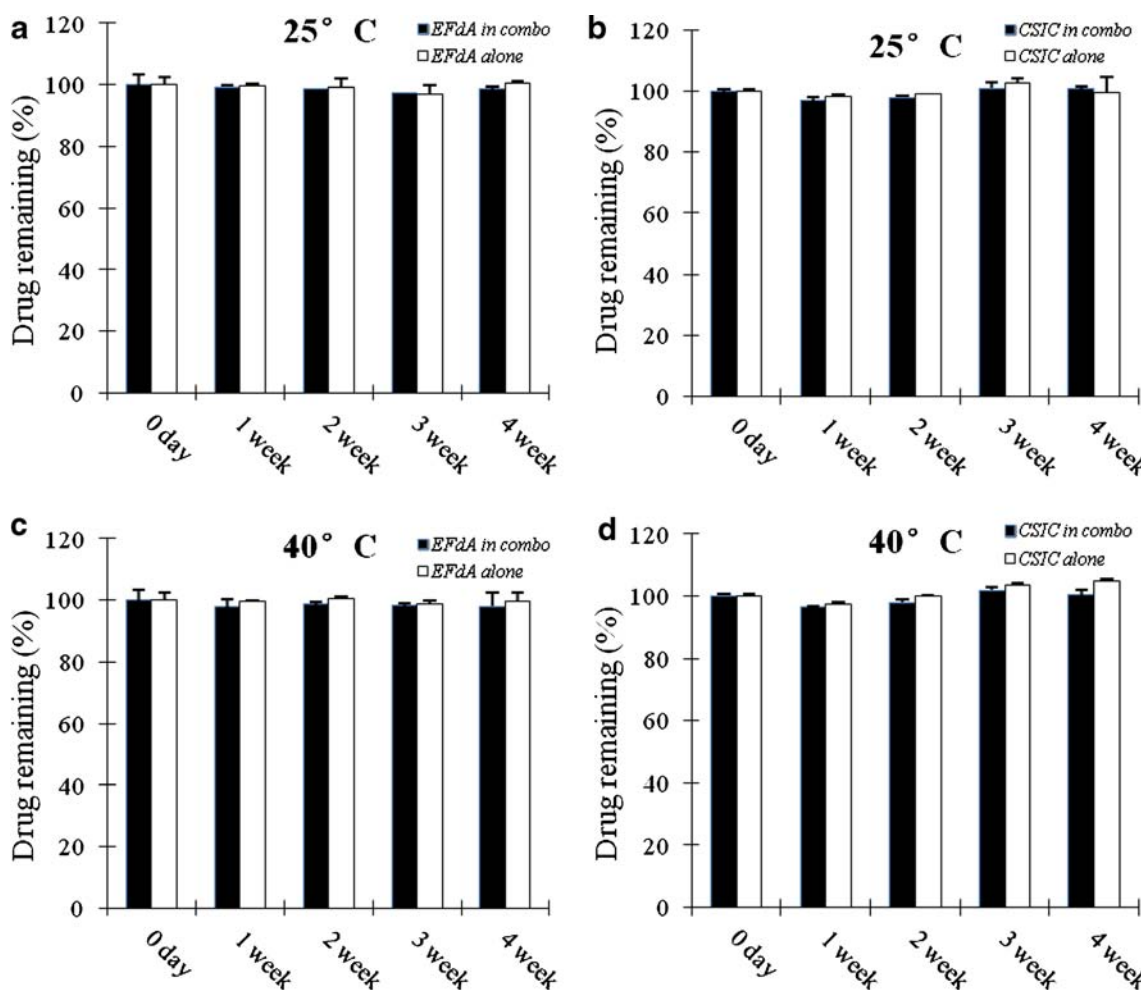 a
25° C
EFdA in combo
EFdA alone
Drug remaining (%)
120
100
80
60
40
20
0
0 day
1 week
2 week
3 week
4 week
b
25° C
CSIC in combo
CSIC alone
Drug remaining (%)
120
100
80
60
40
20
0
0 day
1 week
2 week
3 week
4 week
c
40° C
EFdA in combo
EFdA alone
Drug remaining (%)
120
100
80
60
40
20
0
0 day
1 week
2 week
3 week
4 week
d
40° C
CSIC in combo
CSIC alone
Drug remaining (%)
120
100
80
60
40
20
0
0 day
1 week
2 week
3 week
4 week